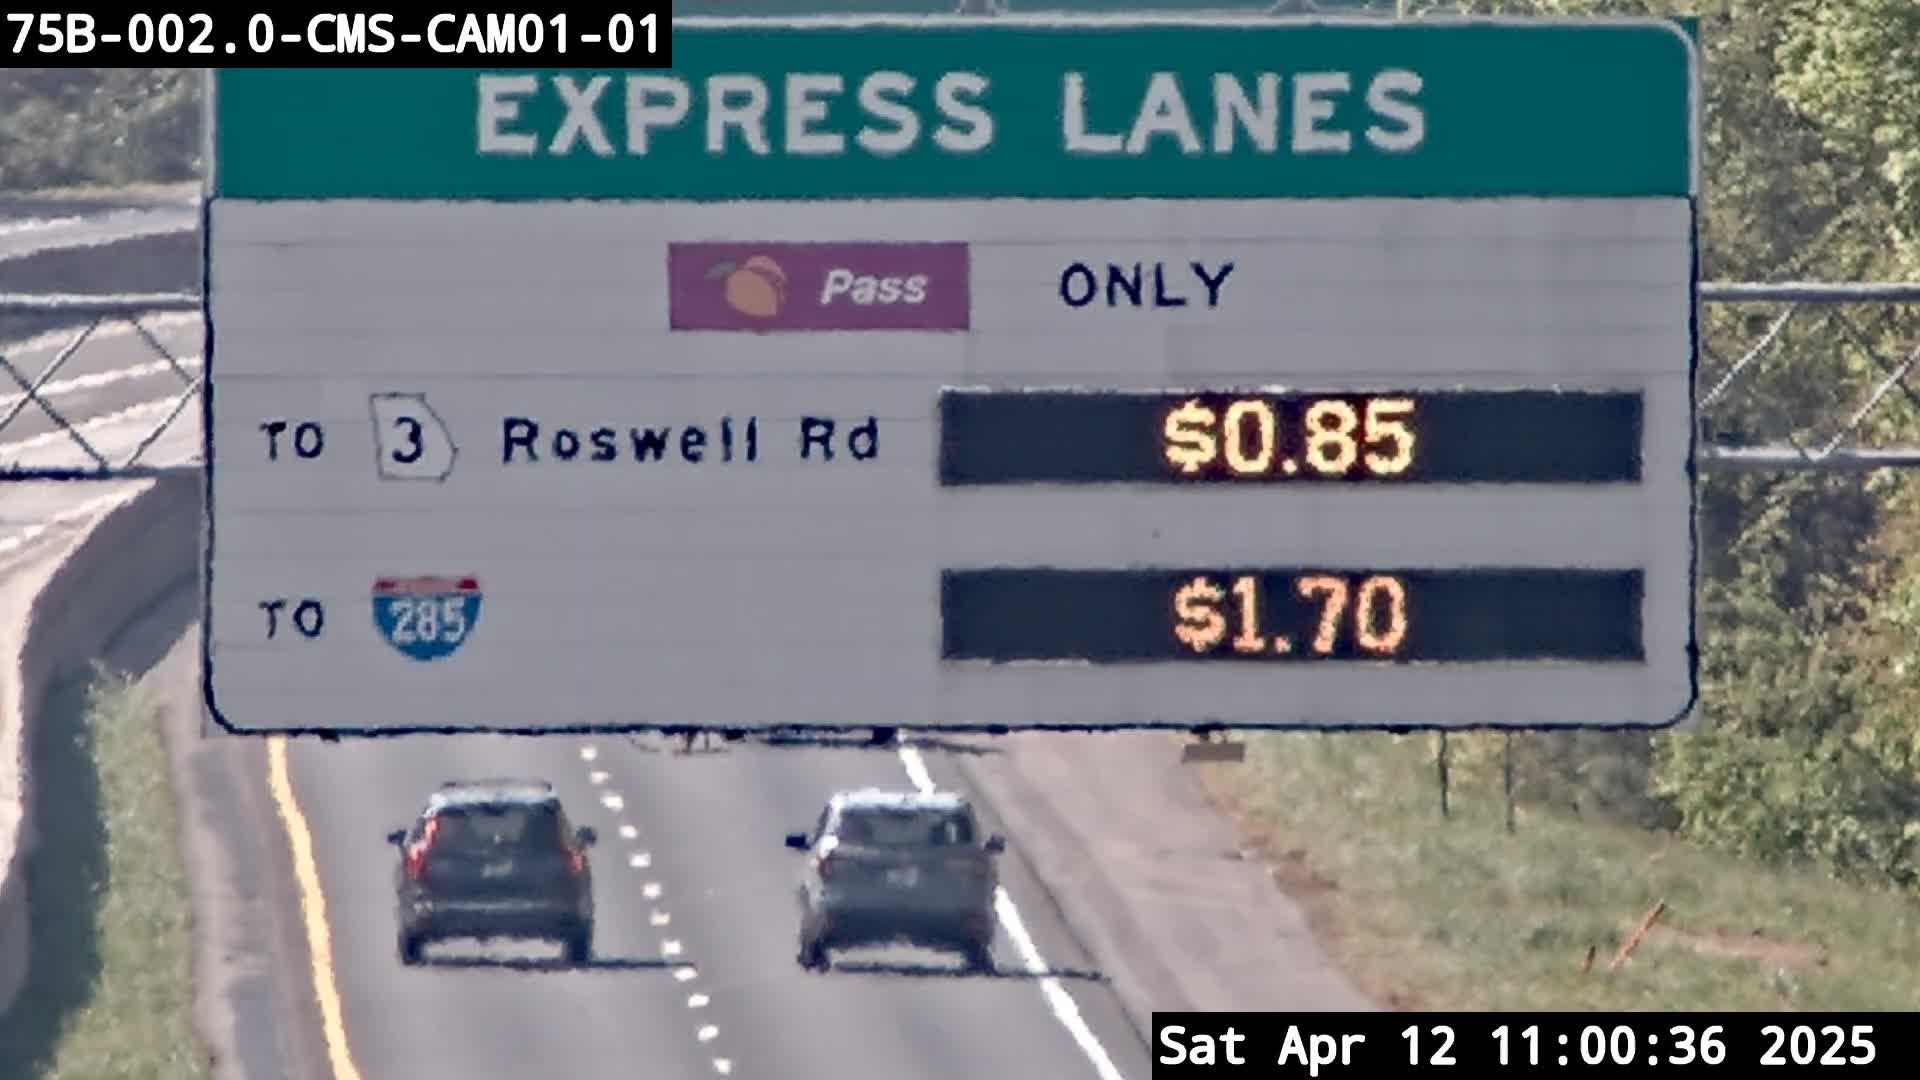 75B-002.0-CMS-CAM01-01
EXPRESS LANES
Pass ONLY
TO 3 Roswell Rd $0.85
TO 285 $1.70
Sat Apr 12 11:00:36 2025